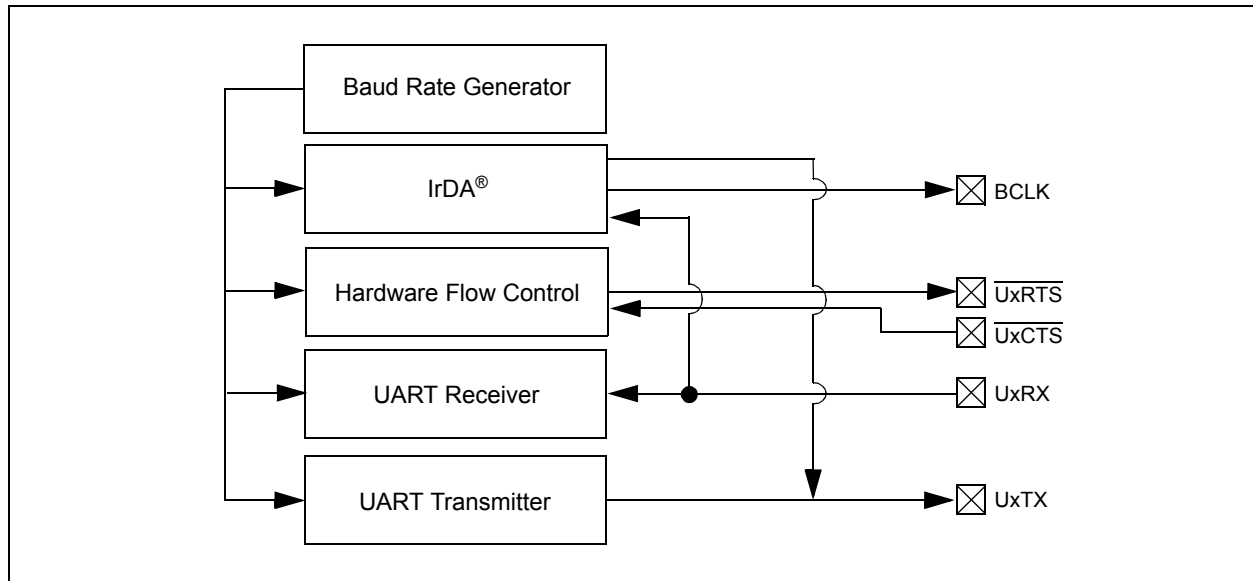 Baud Rate Generator
IrDA®
BCLK
Hardware Flow Control
UxRTS
UxCTS
UART Receiver
UxRX
UART Transmitter
UxTX